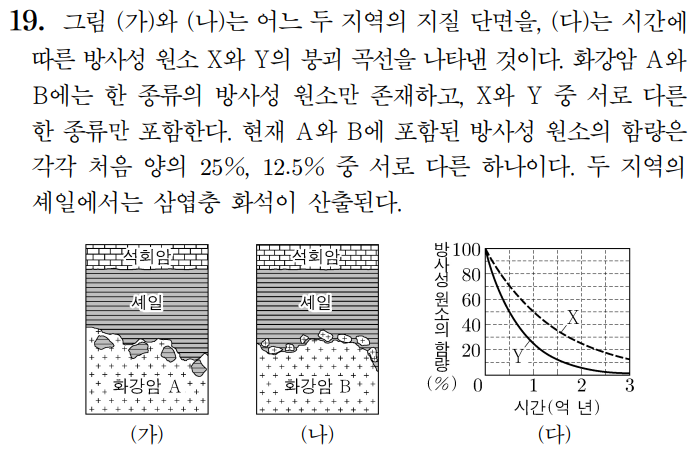 19. 그림 (가)와 (나)는 어느 두 지역의 지질 단면을, (다)는 시간에
따른 방사성 원소 X와 Y의 붕괴 곡선을 나타낸 것이다. 화강암 A와
B에는 한 종류의 방사성 원소만 존재하고, X와 Y 중 서로 다른
한 종류만 포함한다. 현재 A와 B에 포함된 방사성 원소의 함량은
각각 처음 양의 25%, 12.5% 중 서로 다른 하나이다. 두 지역의
셰일에서는 삼엽충 화석이 산출된다.
석회암
셰일
화강암 A
(가)
석회암
셰일
화강암 B
(나)
방사성 원소의 함량
(%)
100
80
60
40
20
X
Y
0 1 2 3
시간(억 년)
(다)